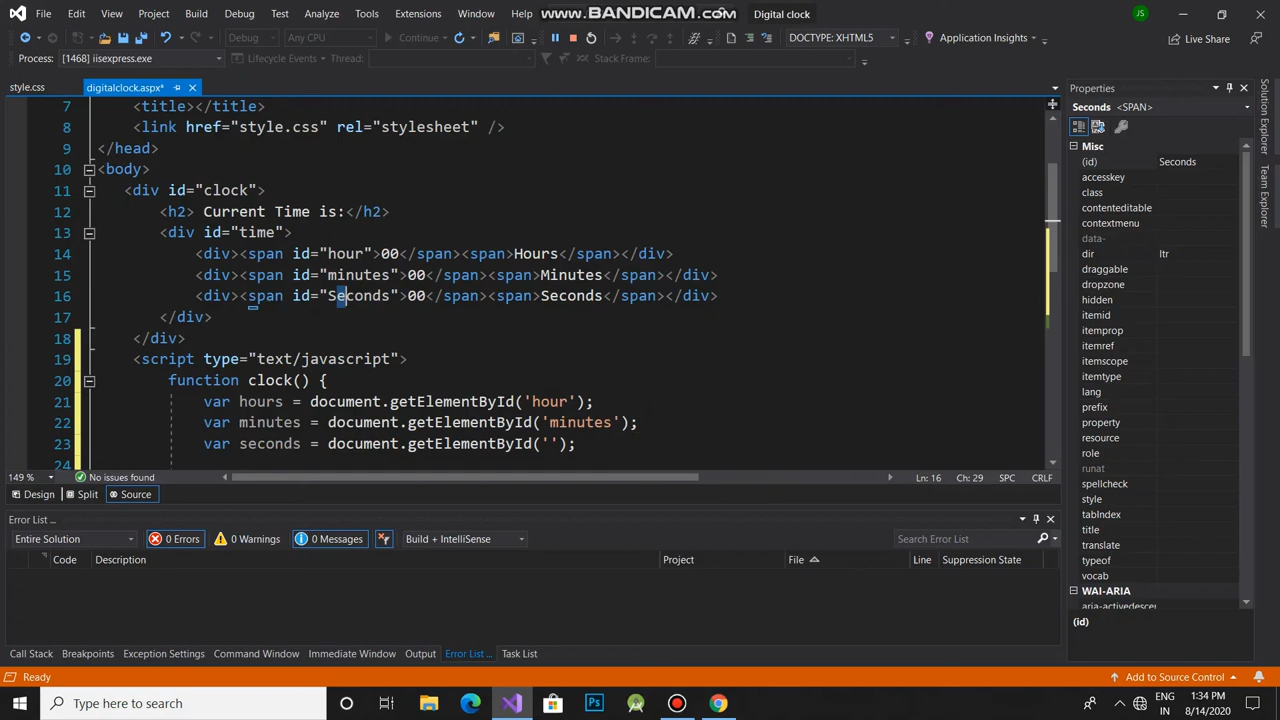 File Edit View Project Build Debug Test Analyze Tools Extensions Window Help WWW.BANDICAM.COM Digital clock JS
Debug Any CPU Continue DOCTYPE: XHTML5 Application Insights Live Share
Process: [1468] iisexpress.exe Lifecycle Events Thread: Stack Frame:
style.css digitalclock.aspx*
7 <title></title>
8 <link href="style.css" rel="stylesheet" />
9 </head>
10 <body>
11 <div id="clock">
12 <h2> Current Time is:</h2>
13 <div id="time">
14 <div><span id="hour">00</span><span>Hours</span></div>
15 <div><span id="minutes">00</span><span>Minutes</span></div>
16 <div><span id="Seconds">00</span><span>Seconds</span></div>
17 </div>
18 </div>
19 <script type="text/javascript">
20 function clock() {
21 var hours = document.getElementById('hour');
22 var minutes = document.getElementById('minutes');
23 var seconds = document.getElementById('');
24
149 % No issues found Ln: 16 Ch: 29 SPC CRLF
Design Split Source
Properties
Seconds <SPAN>
Misc
(id) Seconds
accesskey
class
contenteditable
contextmenu
data-
dir ltr
draggable
dropzone
hidden
itemid
itemprop
itemref
itemscope
itemtype
lang
prefix
property
resource
role
runat
spellcheck
style
tabIndex
title
translate
typeof
vocab
WAI-ARIA
(id)
Solution Explorer
Team Explorer
Error List ...
Entire Solution 0 Errors 0 Warnings 0 Messages Build + IntelliSense Search Error List
Code Description Project File Line Suppression State
Call Stack Breakpoints Exception Settings Command Window Immediate Window Output Error List ... Task List
Ready Add to Source Control
Type here to search ENG IN 1:34 PM 8/14/2020